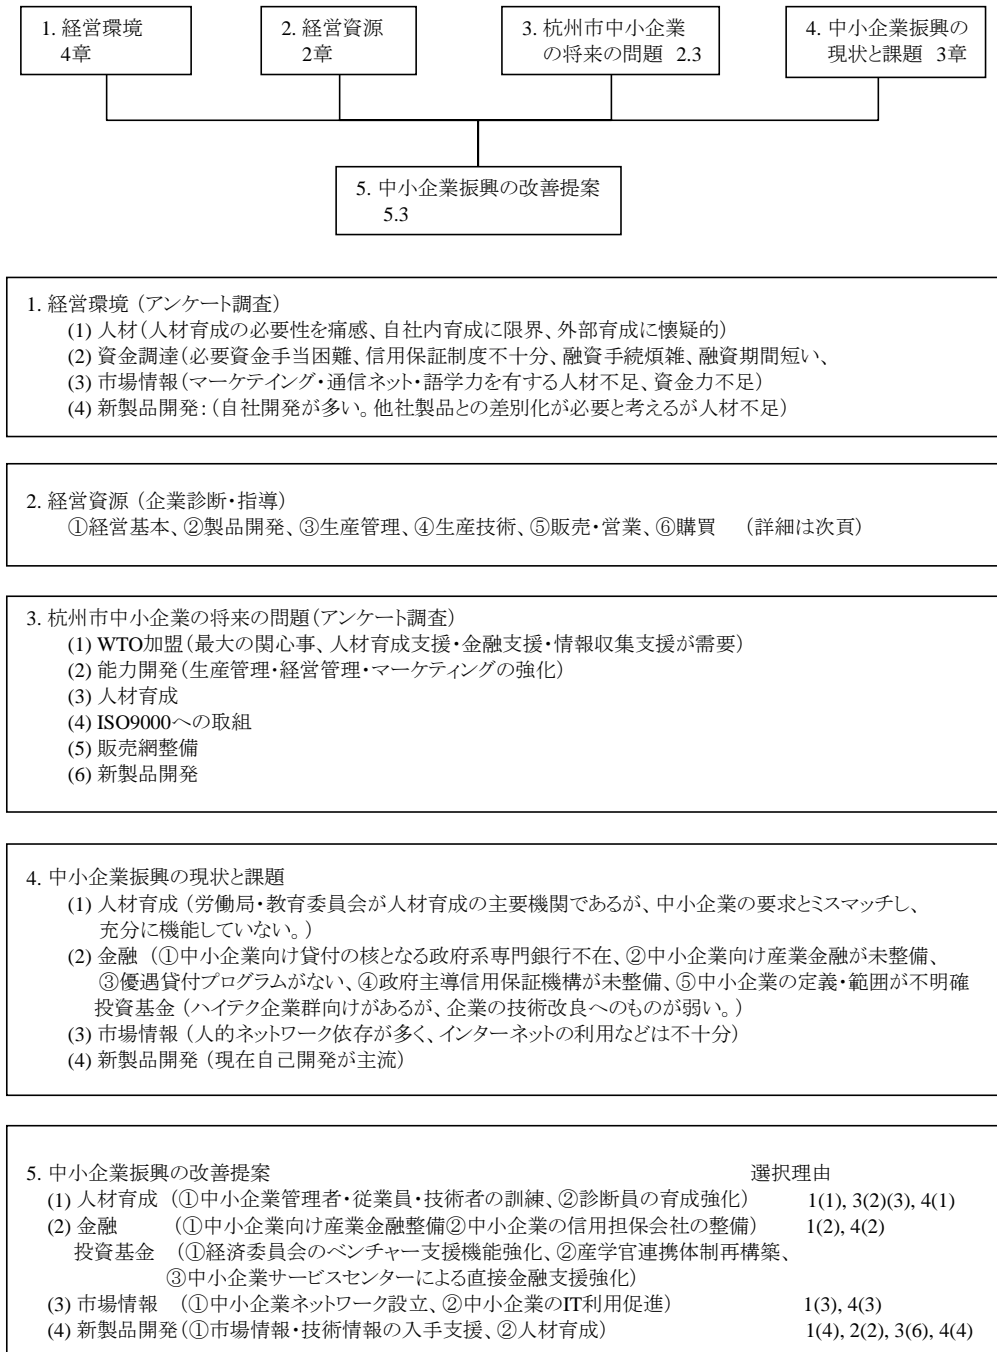 1. 経営環境
4章
2. 経営資源
2章
3. 杭州市中小企業
の将来の問題 2.3
4. 中小企業振興の
現状と課題 3章
5. 中小企業振興の改善提案
5.3
1. 経営環境（アンケート調査）
(1) 人材（人材育成の必要性を痛感、自社内育成に限界、外部育成に懐疑的）
(2) 資金調達（必要資金手当困難、信用保証制度不十分、融資手続煩雑、融資期間短い、
(3) 市場情報（マーケテイング・通信ネット・語学力を有する人材不足、資金力不足）
(4) 新製品開発：（自社開発が多い。他社製品との差別化が必要と考えるが人材不足）
2. 経営資源（企業診断・指導）
①経営基本、②製品開発、③生産管理、④生産技術、⑤販売・営業、⑥購買 （詳細は次頁）
3. 杭州市中小企業の将来の問題（アンケート調査）
(1) WTO加盟（最大の関心事、人材育成支援・金融支援・情報収集支援が需要）
(2) 能力開発（生産管理・経営管理・マーケティングの強化）
(3) 人材育成
(4) ISO9000への取組
(5) 販売網整備
(6) 新製品開発
4. 中小企業振興の現状と課題
(1) 人材育成（労働局・教育委員会が人材育成の主要機関であるが、中小企業の要求とミスマッチし、
充分に機能していない。）
(2) 金融（①中小企業向け貸付の核となる政府系専門銀行不在、②中小企業向け産業金融が未整備、
③優遇貸付プログラムがない、④政府主導信用保証機構が未整備、⑤中小企業の定義・範囲が不明確
投資基金（ハイテク企業群向けがあるが、企業の技術改良へのものが弱い。）
(3) 市場情報（人的ネットワーク依存が多く、インターネットの利用などは不十分）
(4) 新製品開発（現在自己開発が主流）
5. 中小企業振興の改善提案 選択理由
(1) 人材育成（①中小企業管理者・従業員・技術者の訓練、②診断員の育成強化） 1(1), 3(2)(3), 4(1)
(2) 金融 （①中小企業向け産業金融整備②中小企業の信用担保会社の整備） 1(2), 4(2)
投資基金 （①経済委員会のベンチャー支援機能強化、②産学官連携体制再構築、
③中小企業サービスセンターによる直接金融支援強化）
(3) 市場情報 （①中小企業ネットワーク設立、②中小企業のIT利用促進） 1(3), 4(3)
(4) 新製品開発（①市場情報・技術情報の入手支援、②人材育成） 1(4), 2(2), 3(6), 4(4)